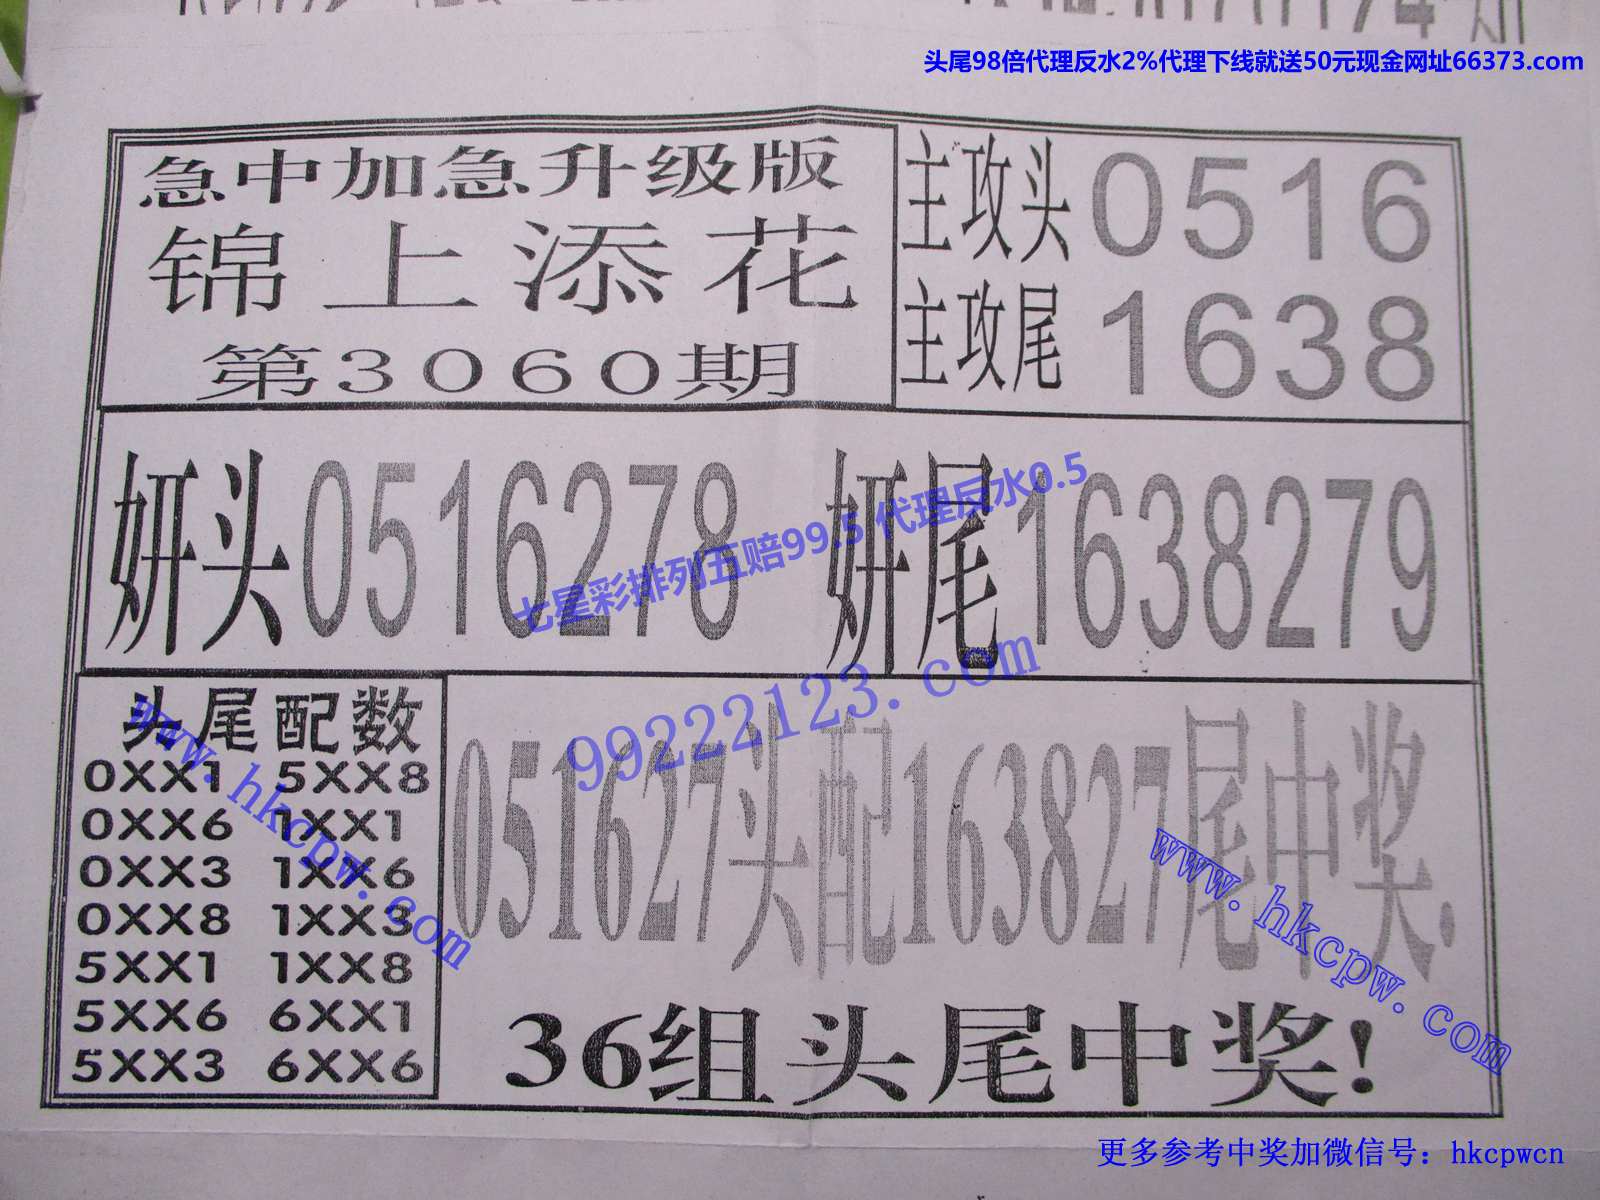 头尾98倍代理反水2%代理下线就送50元现金网址66373.com
急中加急升级版
锦上添花
第3060期
主攻头0516
主攻尾1638
妍头0516278
妍尾1638279
七星彩排列五赔99.5 代理反水0.5
99222123.com
头尾配数
0XX1 5XX8
0XX6 1XX1
0XX3 1XX6
0XX8 1XX3
5XX1 1XX8
5XX6 6XX1
5XX3 6XX6
www.hkcpw.com
051627头配163827尾中奖.
www.hkcpw.com
36组头尾中奖!
更多参考中奖加微信号：hkcpwcn